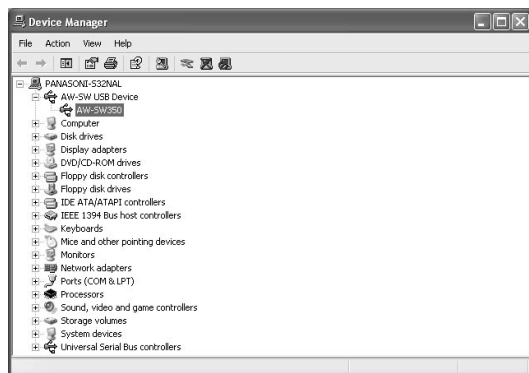 Device Manager
File Action View Help
PANASONI-S32NAL
AW-SW USB Device
AW-SW350
Computer
Disk drives
Display adapters
DVD/CD-ROM drives
Floppy disk controllers
Floppy disk drives
IDE ATA/ATAPI controllers
IEEE 1394 Bus host controllers
Keyboards
Mice and other pointing devices
Monitors
Network adapters
Ports (COM & LPT)
Processors
Sound, video and game controllers
Storage volumes
System devices
Universal Serial Bus controllers